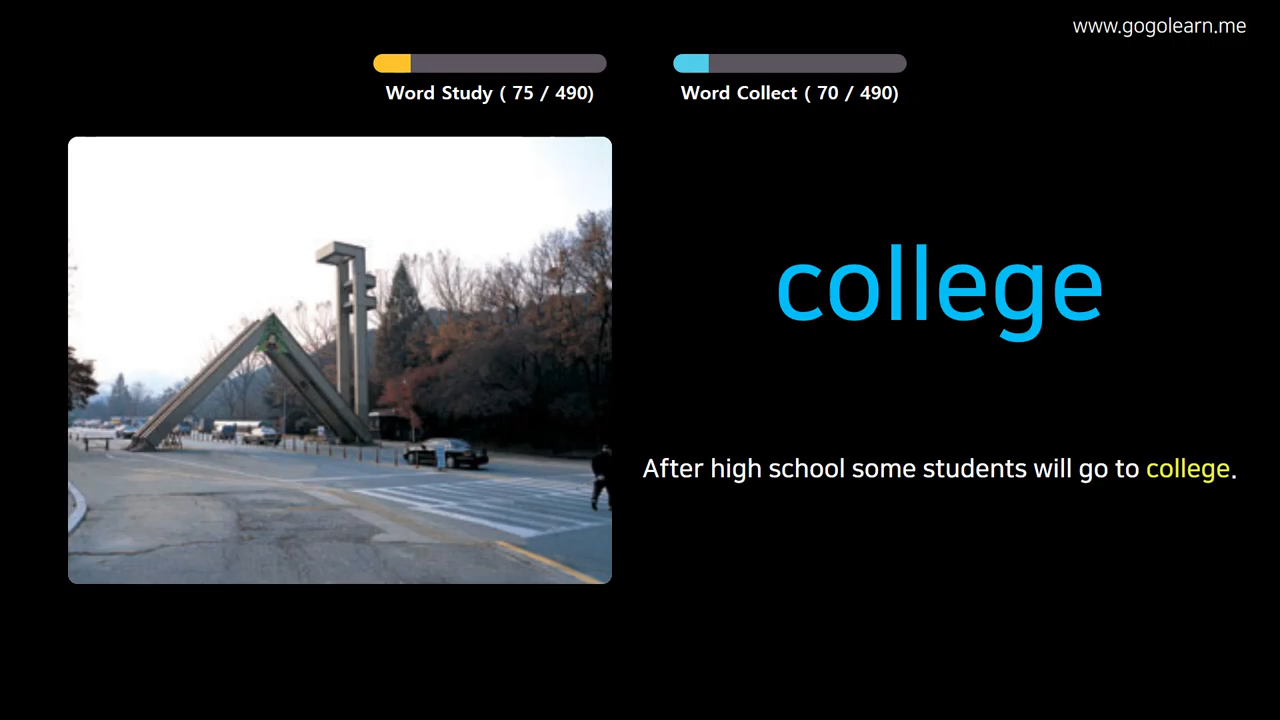 www.gogolearn.me
Word Study ( 75 / 490)
Word Collect ( 70 / 490)
college
After high school some students will go to college.